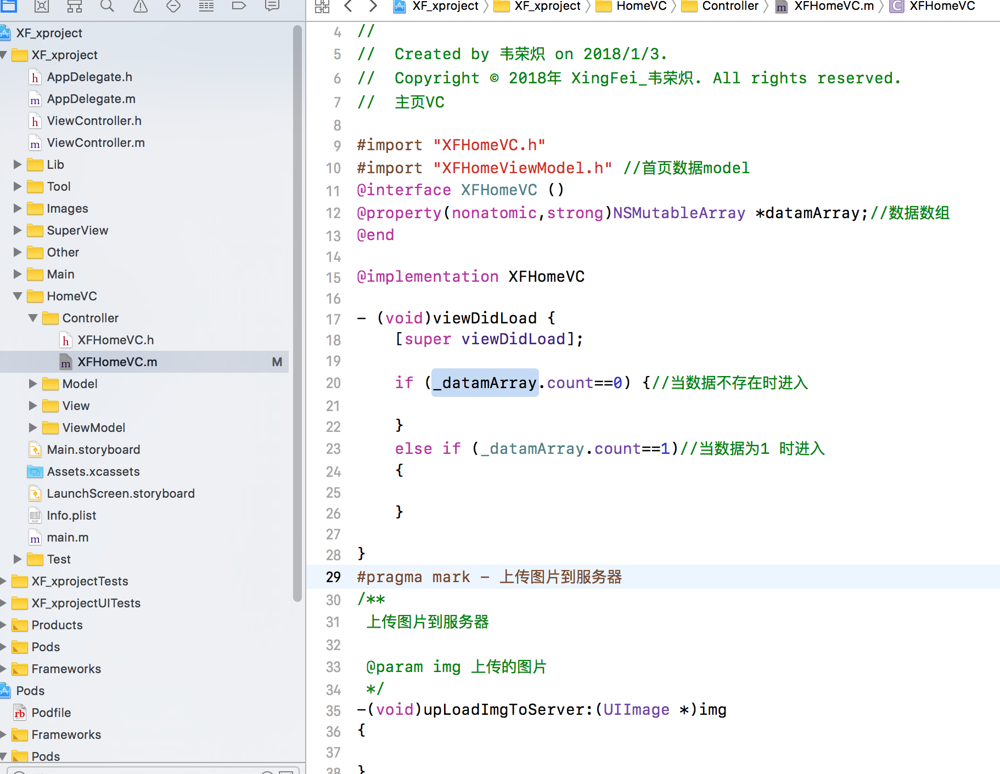 XF_xproject
XF_xproject
AppDelegate.h
AppDelegate.m
ViewController.h
ViewController.m
Lib
Tool
Images
SuperView
Other
Main
HomeVC
Controller
XFHomeVC.h
XFHomeVC.m M
Model
View
ViewModel
Main.storyboard
Assets.xcassets
LaunchScreen.storyboard
Info.plist
main.m
Test
XF_xprojectTests
XF_xprojectUITests
Products
Pods
Frameworks
Pods
Podfile
Frameworks
Pods
XF_xproject XF_xproject HomeVC Controller XFHomeVC.m XFHomeVC
4 //
5 //  Created by 韦荣炽 on 2018/1/3.
6 //  Copyright © 2018年 XingFei_韦荣炽. All rights reserved.
7 //  主页VC
8
9 #import "XFHomeVC.h"
10 #import "XFHomeViewModel.h" //首页数据model
11 @interface XFHomeVC ()
12 @property(nonatomic,strong)NSMutableArray *datamArray;//数据数组
13 @end
14
15 @implementation XFHomeVC
16
17 - (void)viewDidLoad {
18     [super viewDidLoad];
19
20     if (_datamArray.count==0) {//当数据不存在时进入
21
22     }
23     else if (_datamArray.count==1)//当数据为1 时进入
24     {
25
26     }
27
28 }
29 #pragma mark - 上传图片到服务器
30 /**
31  上传图片到服务器
32
33  @param img 上传的图片
34  */
35 -(void)upLoadImgToServer:(UIImage *)img
36 {
37
38 }